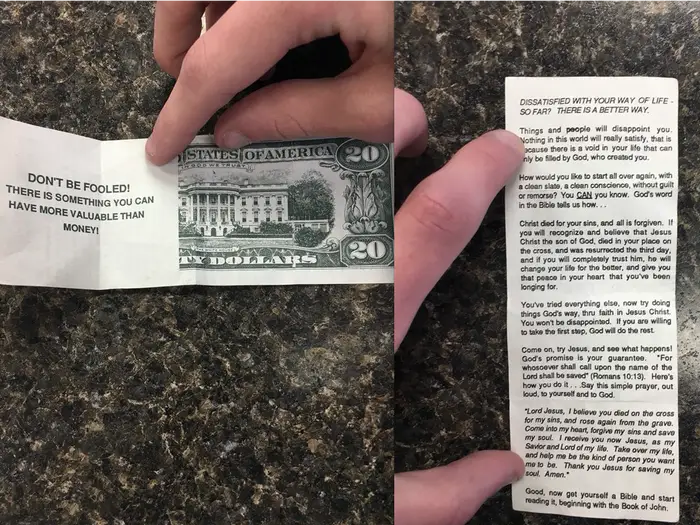 DON'T BE FOOLED!
THERE IS SOMETHING YOU CAN
HAVE MORE VALUABLE THAN
MONEY!
STATES OF AMERICA 20
IN GOD WE TRUST
20
TY DOLLARS
DISSATISFIED WITH YOUR WAY OF LIFE -
SO FAR? THERE IS A BETTER WAY.
Things and people will disappoint you.
Nothing in this world will really satisfy, that is
because there is a void in your life that can
only be filled by God, who created you.
How would you like to start all over again, with
a clean slate, a clean conscience, without guilt
or remorse? You CAN you know. God's word
in the Bible tells us how. . .
Christ died for your sins, and all is forgiven. If
you will recognize and believe that Jesus
Christ the son of God, died in your place on
the cross, and was resurrected the third day,
and if you will completely trust him, he will
change your life for the better, and give you
that peace in your heart that you've been
longing for.
You've tried everything else, now try doing
things God's way, thru faith in Jesus Christ.
You won't be disappointed. If you are willing
to take the first step, God will do the rest.
Come on, try Jesus, and see what happens!
God's promise is your guarantee. "For
whosoever shall call upon the name of the
Lord shall be saved" (Romans 10:13). Here's
how you do it . . .Say this simple prayer, out
loud, to yourself and to God.
"Lord Jesus, I believe you died on the cross
for my sins, and rose again from the grave.
Come into my heart, forgive my sins and save
my soul. I receive you now Jesus, as my
Savior and Lord of my life. Take over my life,
and help me be the kind of person you want
me to be. Thank you Jesus for saving my
soul. Amen."
Good, now get yourself a Bible and start
reading it, beginning with the Book of John.